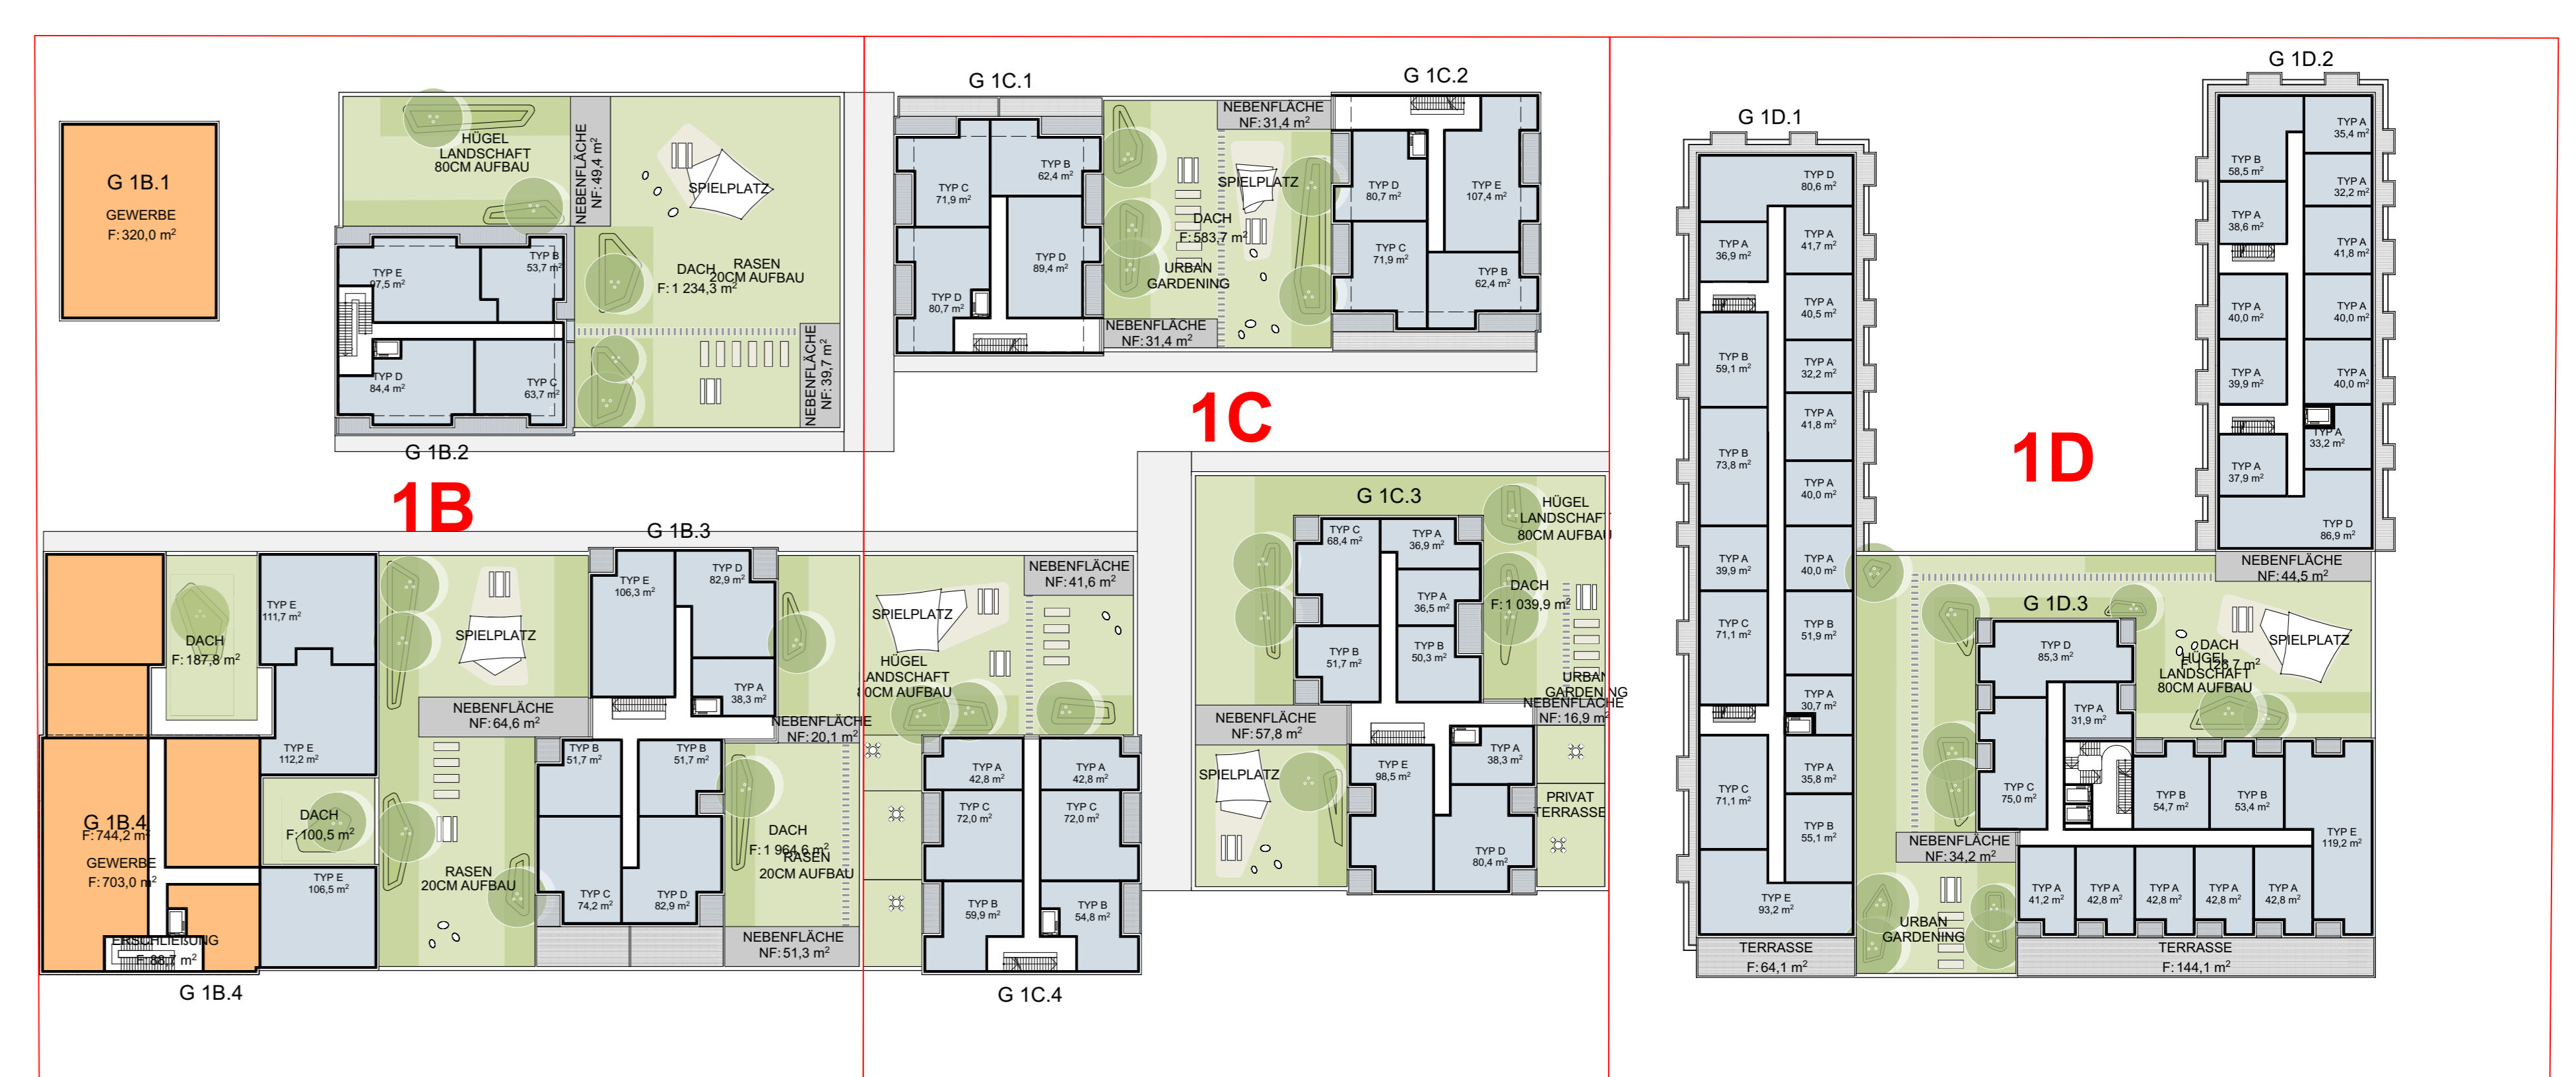 G 1B.1
GEWERBE
F: 320,0 m²
HÜGEL
LANDSCHAFT
80CM AUFBAU
NEBENFLÄCHE
NF: 49,4 m²
SPIELPLATZ
DACH
F: 1 234,3 m²
RASEN
20CM AUFBAU
NEBENFLÄCHE
NF: 39,7 m²
TYP E
97,5 m²
TYP B
53,7 m²
TYP D
84,4 m²
TYP C
63,7 m²
G 1B.2
1B
G 1C.1
TYP C
71,9 m²
TYP B
62,4 m²
TYP D
89,4 m²
TYP D
80,7 m²
NEBENFLÄCHE
NF: 31,4 m²
SPIELPLATZ
DACH
F: 583,7 m²
URBAN
GARDENING
NEBENFLÄCHE
NF: 31,4 m²
G 1C.2
TYP D
80,7 m²
TYP E
107,4 m²
TYP C
71,9 m²
TYP B
62,4 m²
1C
G 1D.1
TYP D
80,6 m²
TYP A
36,9 m²
TYP A
41,7 m²
TYP A
40,5 m²
TYP B
59,1 m²
TYP A
32,2 m²
TYP A
41,8 m²
TYP B
73,8 m²
TYP A
40,0 m²
TYP A
39,9 m²
TYP A
40,0 m²
TYP C
71,1 m²
TYP B
51,9 m²
TYP A
30,7 m²
TYP C
71,1 m²
TYP A
35,8 m²
TYP B
55,1 m²
TYP E
93,2 m²
TERRASSE
F: 64,1 m²
1D
G 1D.2
TYP A
35,4 m²
TYP B
58,5 m²
TYP A
32,2 m²
TYP A
38,6 m²
TYP A
41,8 m²
TYP A
40,0 m²
TYP A
40,0 m²
TYP A
39,9 m²
TYP A
40,0 m²
TYP A
33,2 m²
TYP A
37,9 m²
TYP D
86,9 m²
NEBENFLÄCHE
NF: 44,5 m²
G 1D.3
SPIELPLATZ
DACH
HÜGEL
LANDSCHAFT
80CM AUFBAU
TYP D
85,3 m²
TYP A
31,9 m²
TYP C
75,0 m²
TYP B
54,7 m²
TYP B
53,4 m²
TYP E
119,2 m²
NEBENFLÄCHE
NF: 34,2 m²
TYP A
41,2 m²
TYP A
42,8 m²
TYP A
42,8 m²
TYP A
42,8 m²
TYP A
42,8 m²
URBAN
GARDENING
TERRASSE
F: 144,1 m²
G 1B.3
DACH
F: 187,8 m²
TYP E
111,7 m²
TYP E
112,2 m²
DACH
F: 100,5 m²
TYP E
106,5 m²
G 1B.4
F: 744,2 m²
GEWERBE
F: 703,0 m²
ERSCHLIEßUNG
F: 88,7 m²
G 1B.4
SPIELPLATZ
NEBENFLÄCHE
NF: 64,6 m²
RASEN
20CM AUFBAU
TYP E
106,3 m²
TYP D
82,9 m²
TYP A
38,3 m²
TYP B
51,7 m²
TYP B
51,7 m²
TYP C
74,2 m²
TYP D
82,9 m²
NEBENFLÄCHE
NF: 20,1 m²
DACH
F: 1 964,6 m²
RASEN
20CM AUFBAU
NEBENFLÄCHE
NF: 51,3 m²
SPIELPLATZ
NEBENFLÄCHE
NF: 41,6 m²
HÜGEL
LANDSCHAFT
80CM AUFBAU
TYP A
42,8 m²
TYP A
42,8 m²
TYP C
72,0 m²
TYP C
72,0 m²
TYP B
59,9 m²
TYP B
54,8 m²
G 1C.4
G 1C.3
HÜGEL
LANDSCHAFT
80CM AUFBAU
TYP C
68,4 m²
TYP A
36,9 m²
TYP A
36,5 m²
TYP B
51,7 m²
TYP B
50,3 m²
DACH
F: 1 039,9 m²
URBAN
GARDENING
NEBENFLÄCHE
NF: 16,9 m²
NEBENFLÄCHE
NF: 57,8 m²
SPIELPLATZ
TYP E
98,5 m²
TYP A
38,3 m²
TYP D
80,4 m²
PRIVAT
TERRASSE